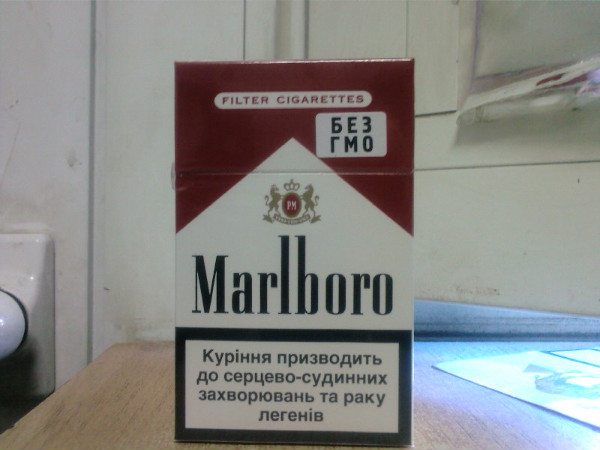 FILTER CIGARETTES
БЕЗ
ГМО
PM
Marlboro
Куріння призводить
до серцево-судинних
захворювань та раку
легенів